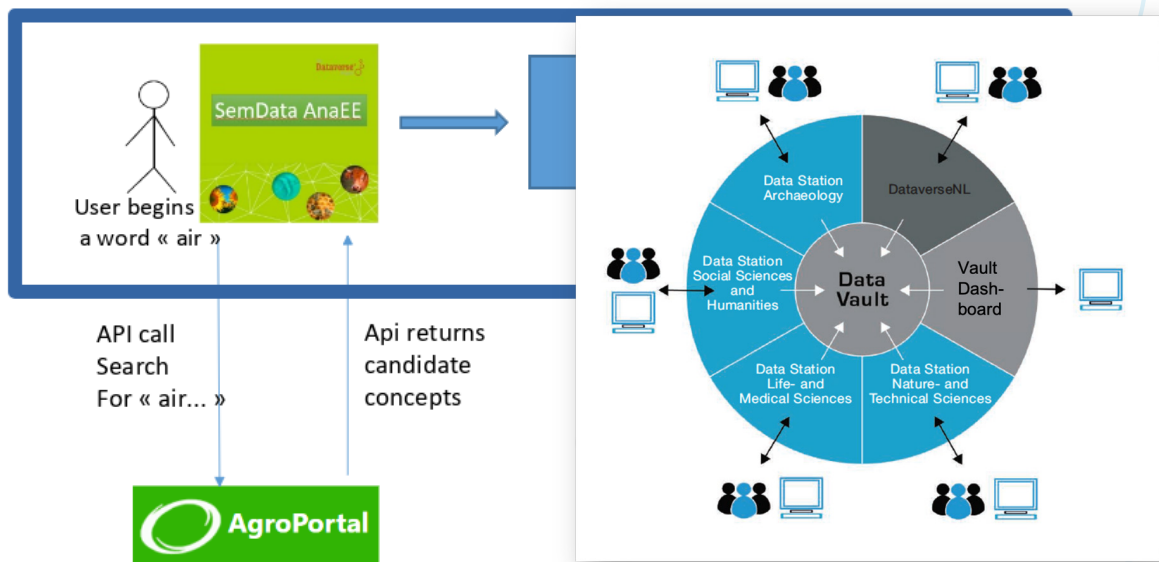 Dataverse
SemData AnaEE
User begins
a word « air »
API call
Search
For « air... »
Api returns
candidate
concepts
AgroPortal
Data Station
Archaeology
DataverseNL
Data Station
Social Sciences
and
Humanities
Data
Vault
Vault
Dash-
board
Data Station
Life- and
Medical Sciences
Data Station
Nature- and
Technical Sciences